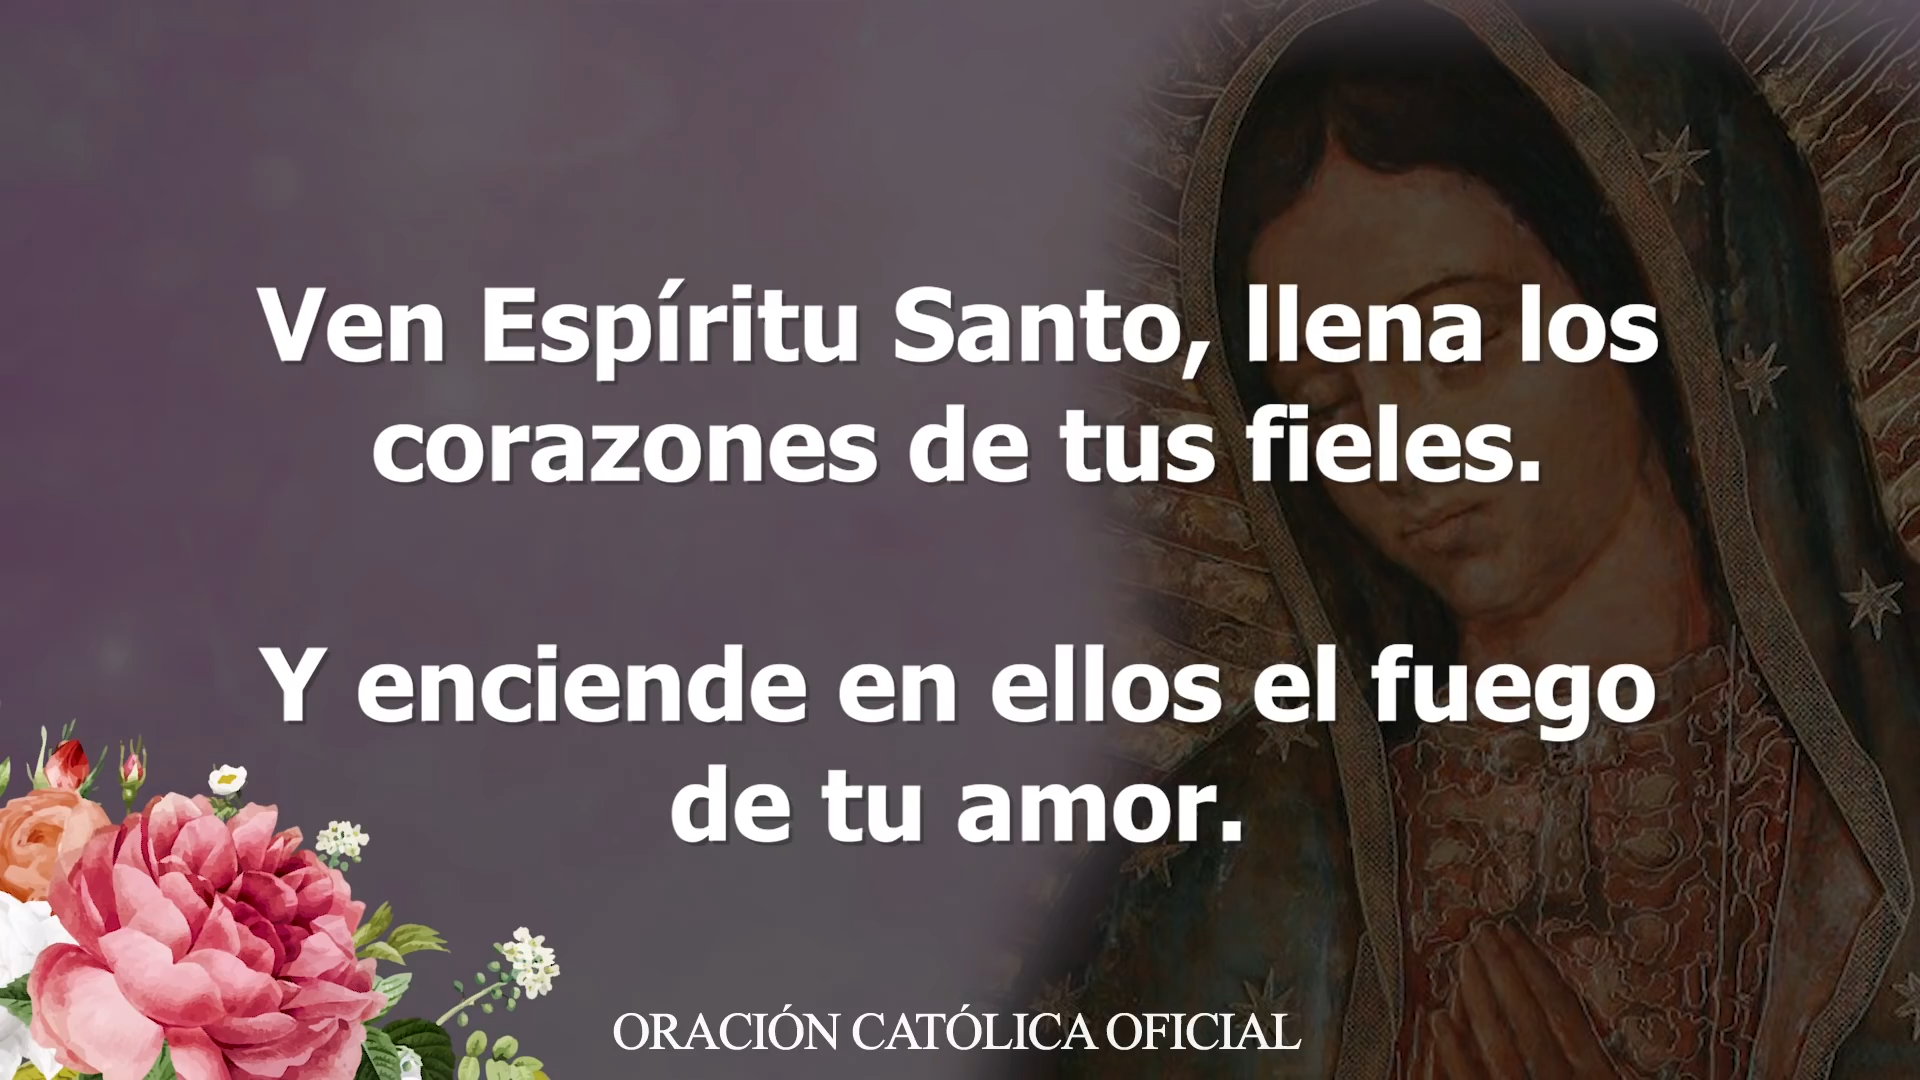 Ven Espíritu Santo, llena los
corazones de tus fieles.
Y enciende en ellos el fuego
de tu amor.
ORACIÓN CATÓLICA OFICIAL